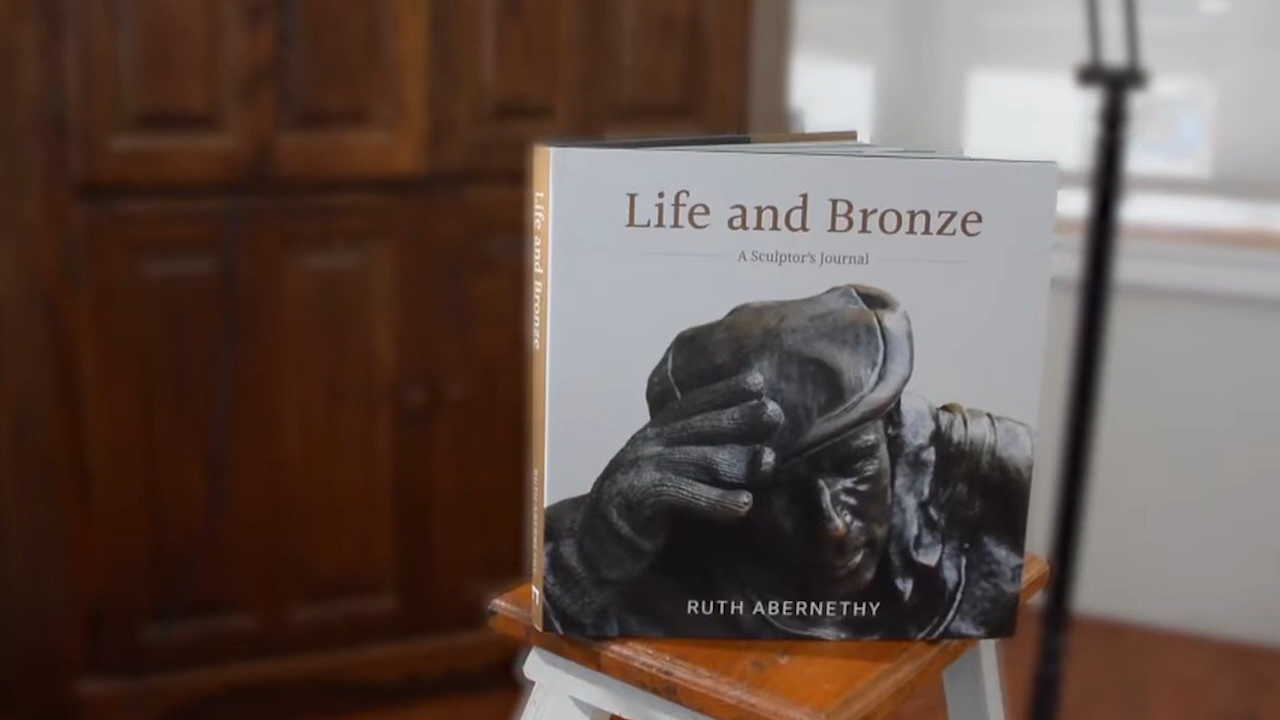 Life and Bronze
A Sculptor's Journal
RUTH ABERNETHY
Life and Bronze